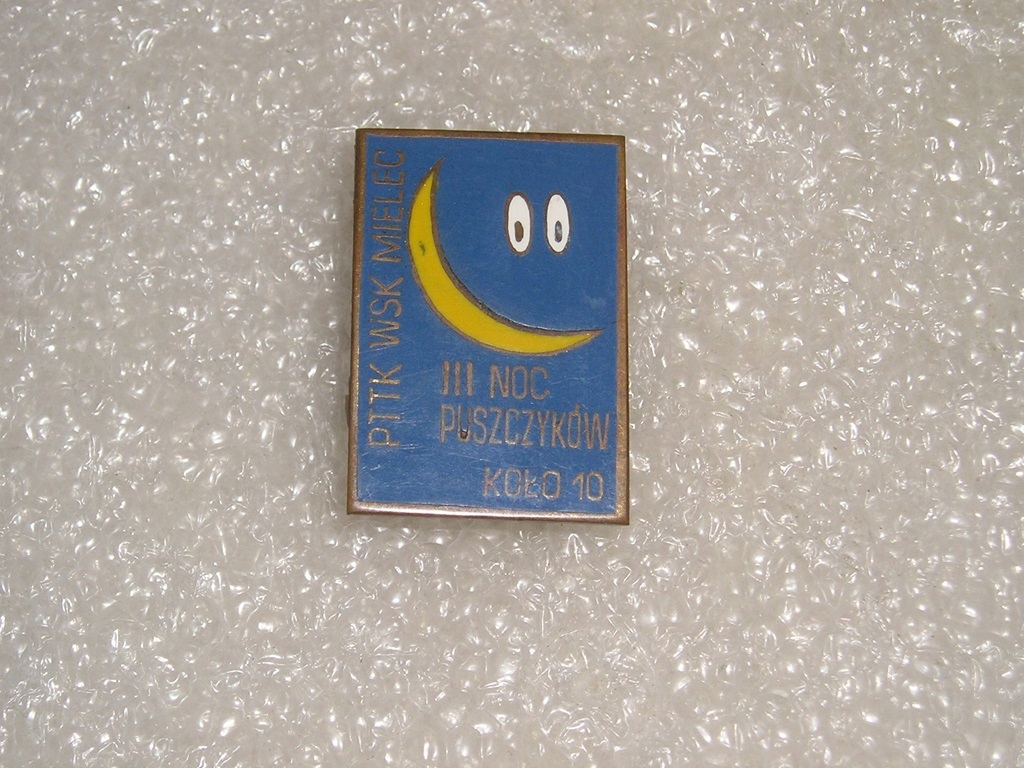 PTTK WSK MIELEC
III NOC
PUSZCZYKÓW
KOŁO 10